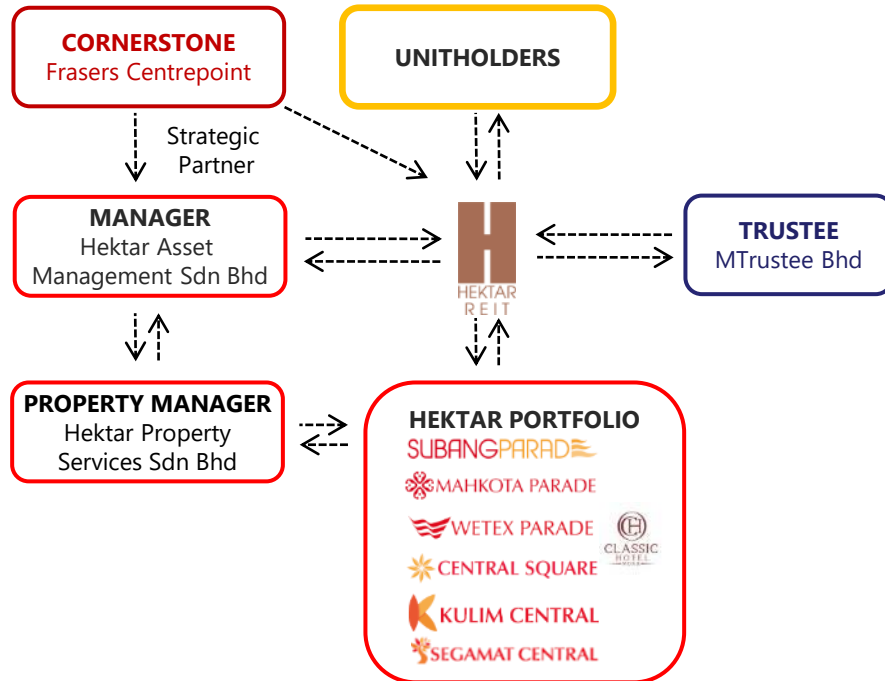 CORNERSTONE
Frasers Centrepoint
UNITHOLDERS
Strategic
Partner
MANAGER
Hektar Asset
Management Sdn Bhd
HEKTAR
REIT
TRUSTEE
MTrustee Bhd
PROPERTY MANAGER
Hektar Property
Services Sdn Bhd
HEKTAR PORTFOLIO
SUBANGPARADE
MAHKOTA PARADE
WETEX PARADE
CLASSIC
HOTEL
CENTRAL SQUARE
KULIM CENTRAL
SEGAMAT CENTRAL